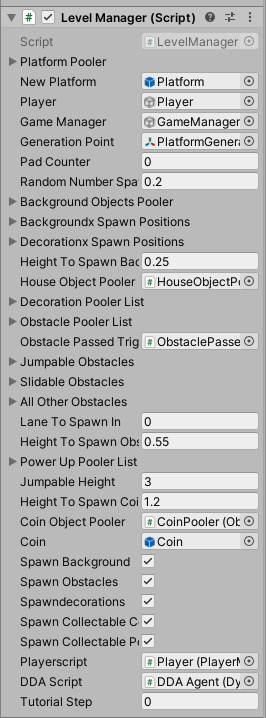 Level Manager (Script)
Script # LevelManager
Platform Pooler
New Platform Platform
Player Player
Game Manager GameManager
Generation Point PlatformGenera
Pad Counter 0
Random Number Spa 0.2
Background Objects Pooler
Backgroundx Spawn Positions
Decorationx Spawn Positions
Height To Spawn Bac 0.25
House Object Pooler # HouseObjectPo
Decoration Pooler List
Obstacle Pooler List
Obstacle Passed Trig # ObstaclePasse
Jumpable Obstacles
Slidable Obstacles
All Other Obstacles
Lane To Spawn In 0
Height To Spawn Obs 0.55
Power Up Pooler List
Jumpable Height 3
Height To Spawn Coi 1.2
Coin Object Pooler # CoinPooler (Ob
Coin Coin
Spawn Background
Spawn Obstacles
Spawndecorations
Spawn Collectable Co
Spawn Collectable Po
Playerscript # Player (PlayerM
DDA Script # DDA Agent (Dy
Tutorial Step 0